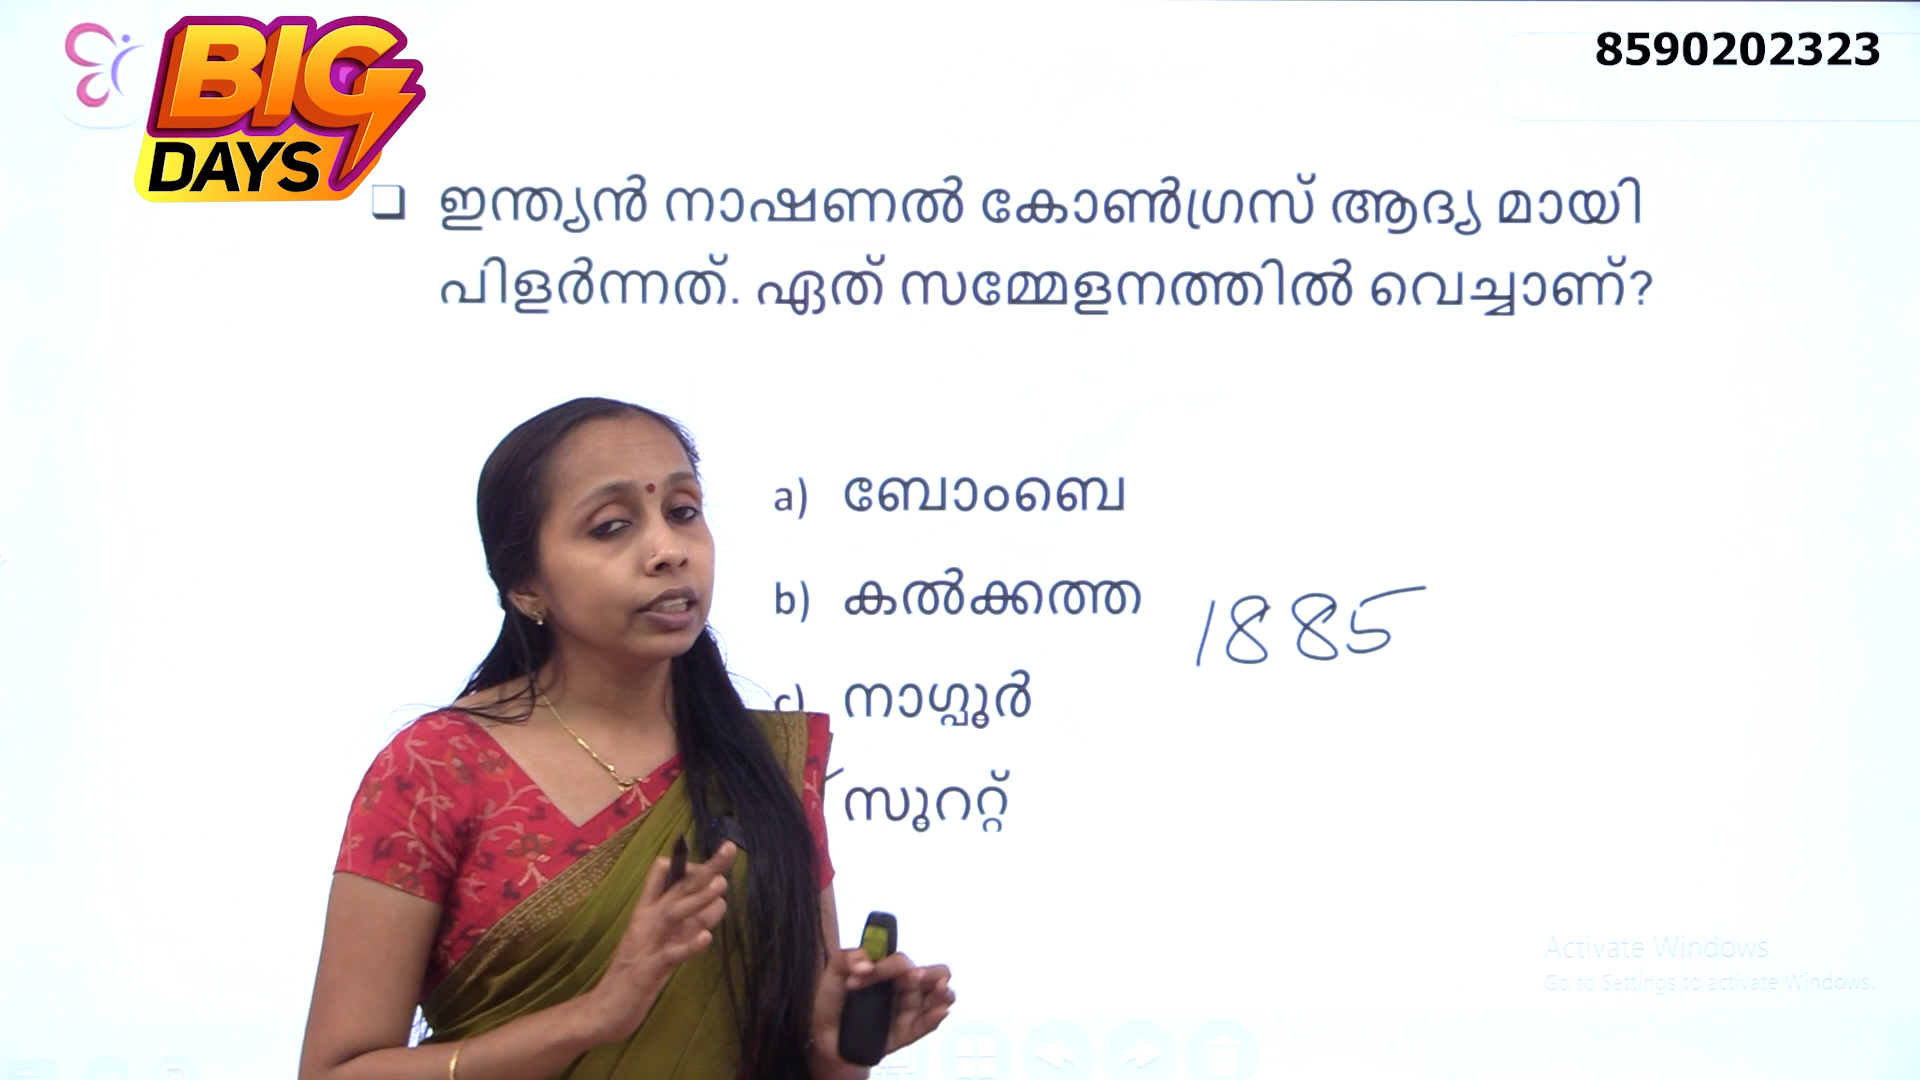 BIG
DAYS
8590202323
ഇന്ത്യൻ നാഷണൽ കോൺഗ്രസ് ആദ്യ മായി
പിളർന്നത്. ഏത് സമ്മേളനത്തിൽ വെച്ചാണ്?
a) ബോംബെ
b) കൽക്കത്ത
1885
c) നാഗ്പൂർ
സൂററ്റ്
Activate Windows
Go to Settings to activate Windows.